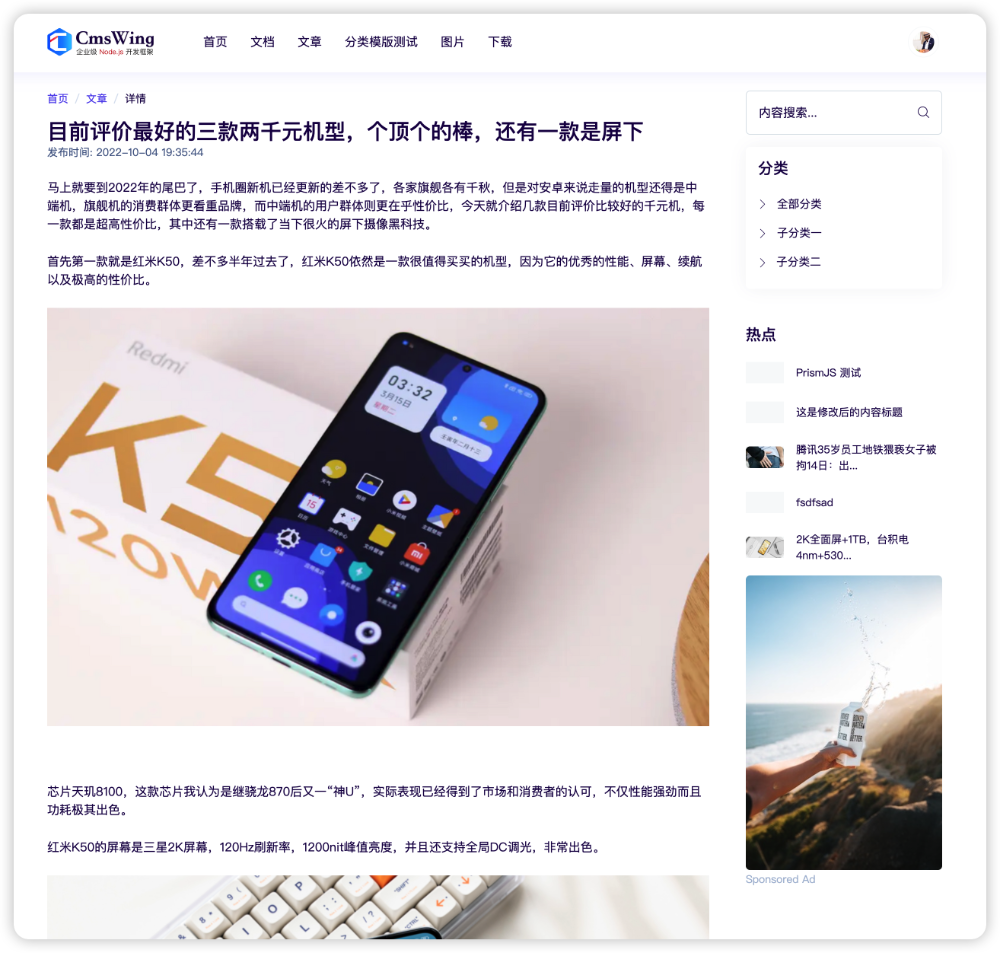 CmsWing
企业级 Node.js 开发框架
首页 文档 文章 分类模版测试 图片 下载
首页 / 文章 / 详情
目前评价最好的三款两千元机型，个顶个的棒，还有一款是屏下
发布时间: 2022-10-04 19:35:44
马上就要到2022年的尾巴了，手机圈新机已经更新的差不多了，各家旗舰各有千秋，但是对安卓来说走量的机型还得是中
端机，旗舰机的消费群体更看重品牌，而中端机的用户群体则更在乎性价比，今天就介绍几款目前评价比较好的千元机，每
一款都是超高性价比，其中还有一款搭载了当下很火的屏下摄像黑科技。
首先第一款就是红米K50，差不多半年过去了，红米K50依然是一款很值得买买的机型，因为它的优秀的性能、屏幕、续航
以及极高的性价比。
Redmi
K5
120W
03:32
3月15日
星期二
芯片天玑8100，这款芯片我认为是继骁龙870后又一“神U”，实际表现已经得到了市场和消费者的认可，不仅性能强劲而且
功耗极其出色。
红米K50的屏幕是三星2K屏幕，120Hz刷新率，1200nit峰值亮度，并且还支持全局DC调光，非常出色。
内容搜索...
分类
全部分类
子分类一
子分类二
热点
PrismJS 测试
这是修改后的内容标题
腾讯35岁员工地铁猥亵女子被
拘14日：出...
fsdfsad
2K全面屏+1TB，台积电
4nm+530...
Sponsored Ad